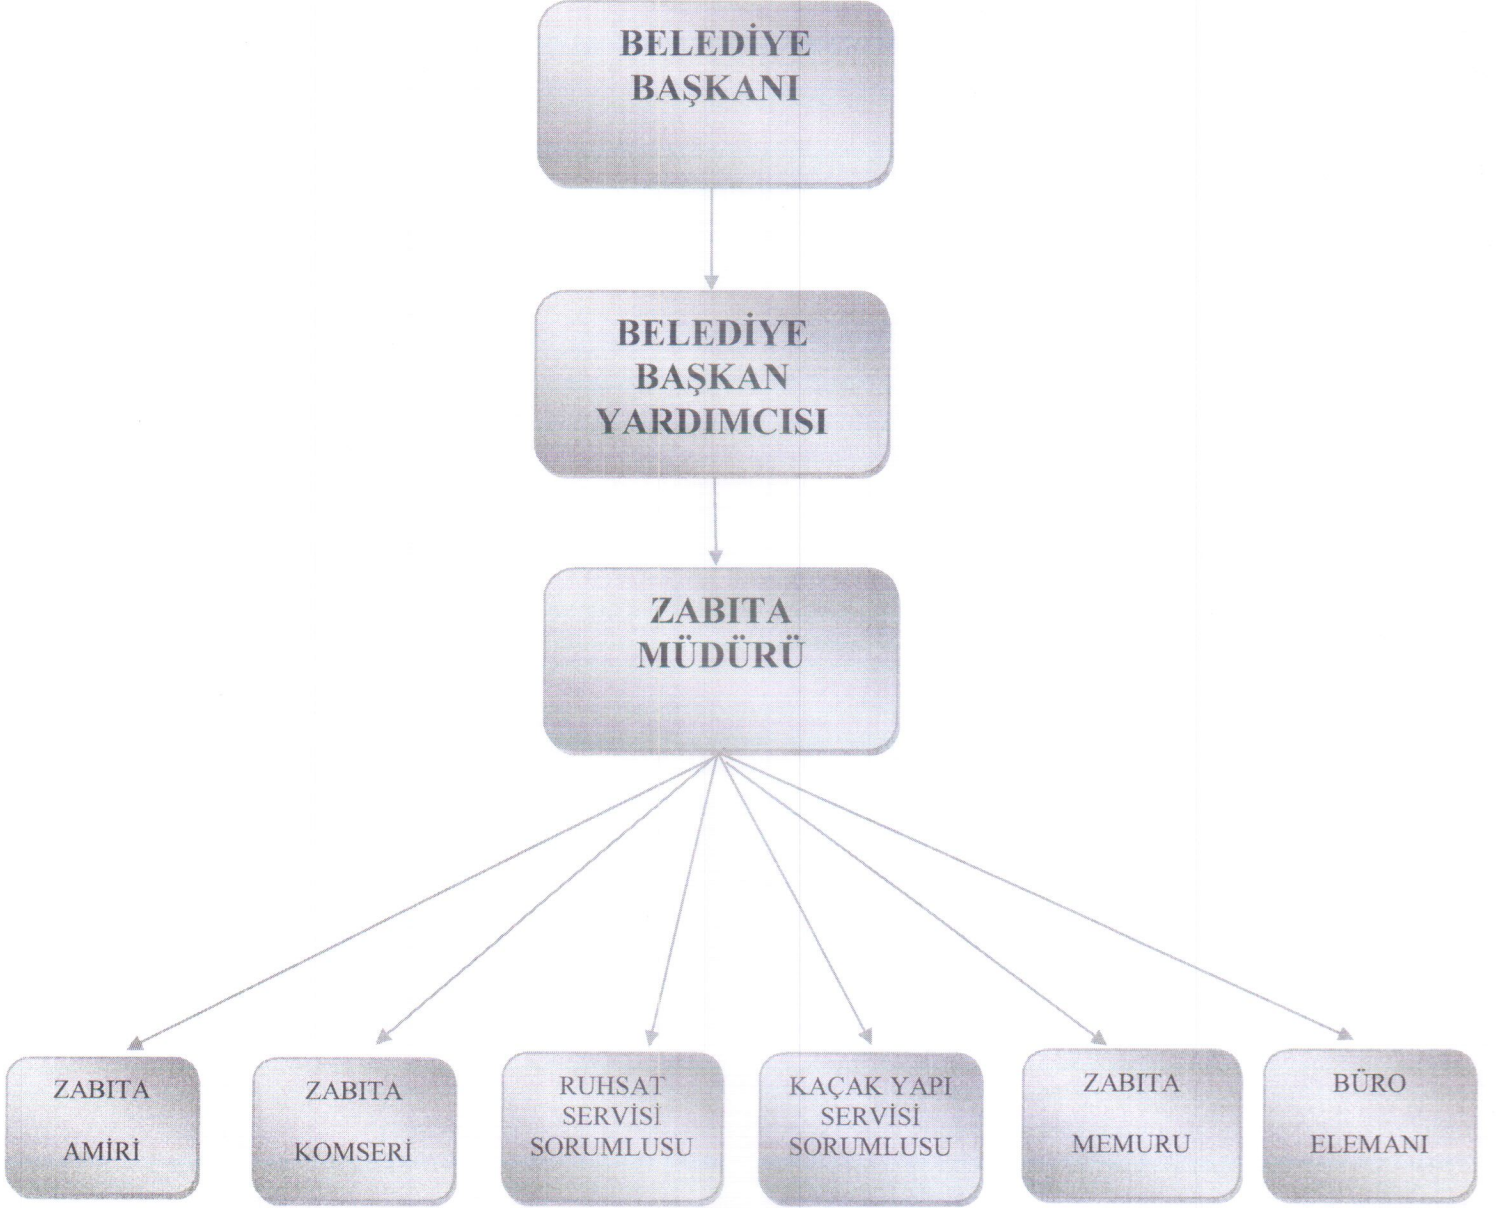 BELEDİYE
BAŞKANI
BELEDİYE
BAŞKAN
YARDIMCISI
ZABITA
MÜDÜRÜ
ZABITA
AMİRİ
ZABITA
KOMSERİ
RUHSAT
SERVİSİ
SORUMLUSU
KAÇAK YAPI
SERVİSİ
SORUMLUSU
ZABITA
MEMURU
BÜRO
ELEMANI